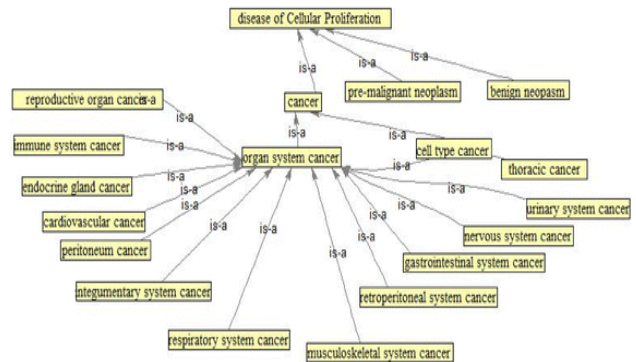 disease of Cellular Proliferation
is-a
is-a
is-a
pre-malignant neoplasm
benign neopasm
cancer
reproductive organ cancer
is-a
is-a
is-a
immune system cancer
is-a
organ system cancer
cell type cancer
is-a
thoracic cancer
endocrine gland cancer
is-a
is-a
is-a
urinary system cancer
cardiovascular cancer
is-a
is-a
nervous system cancer
peritoneum cancer
is-a
is-a
is-a
is-a
gastrointestinal system cancer
integumentary system cancer
retroperitoneal system cancer
respiratory system cancer
musculoskeletal system cancer